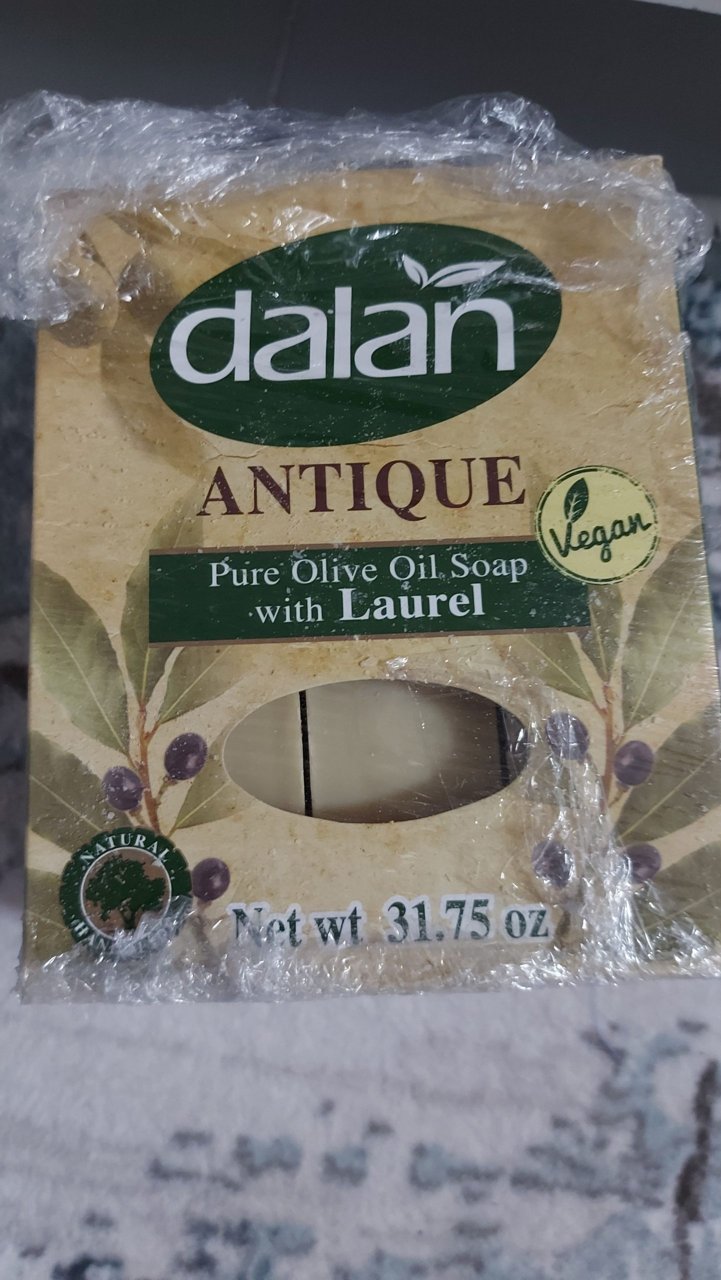 dalan
ANTIQUE
Vegan
Pure Olive Oil Soap
with Laurel
NATURAL
Net wt 31.75 oz